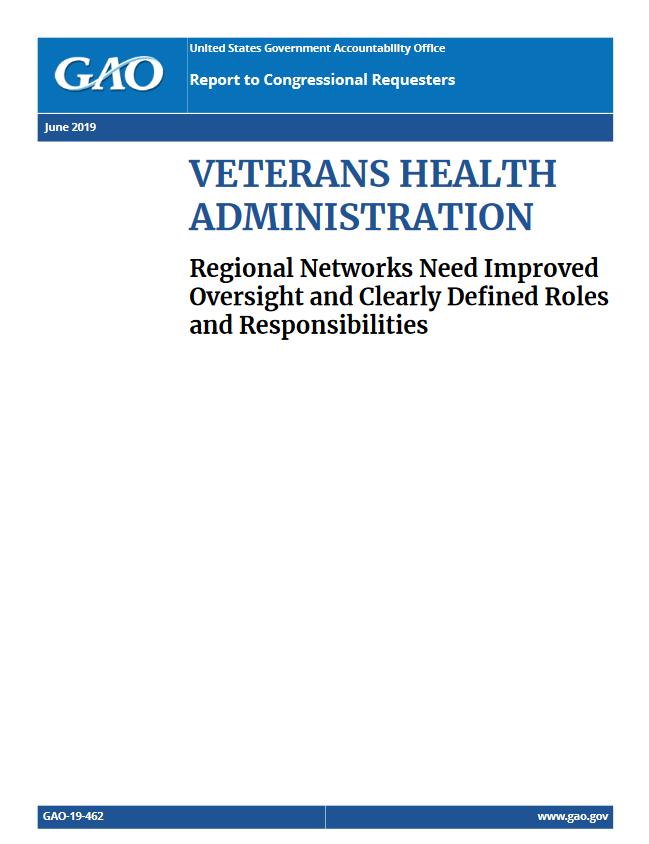 GAO
United States Government Accountability Office
Report to Congressional Requesters
June 2019
VETERANS HEALTH
ADMINISTRATION
Regional Networks Need Improved
Oversight and Clearly Defined Roles
and Responsibilities
GAO-19-462
www.gao.gov